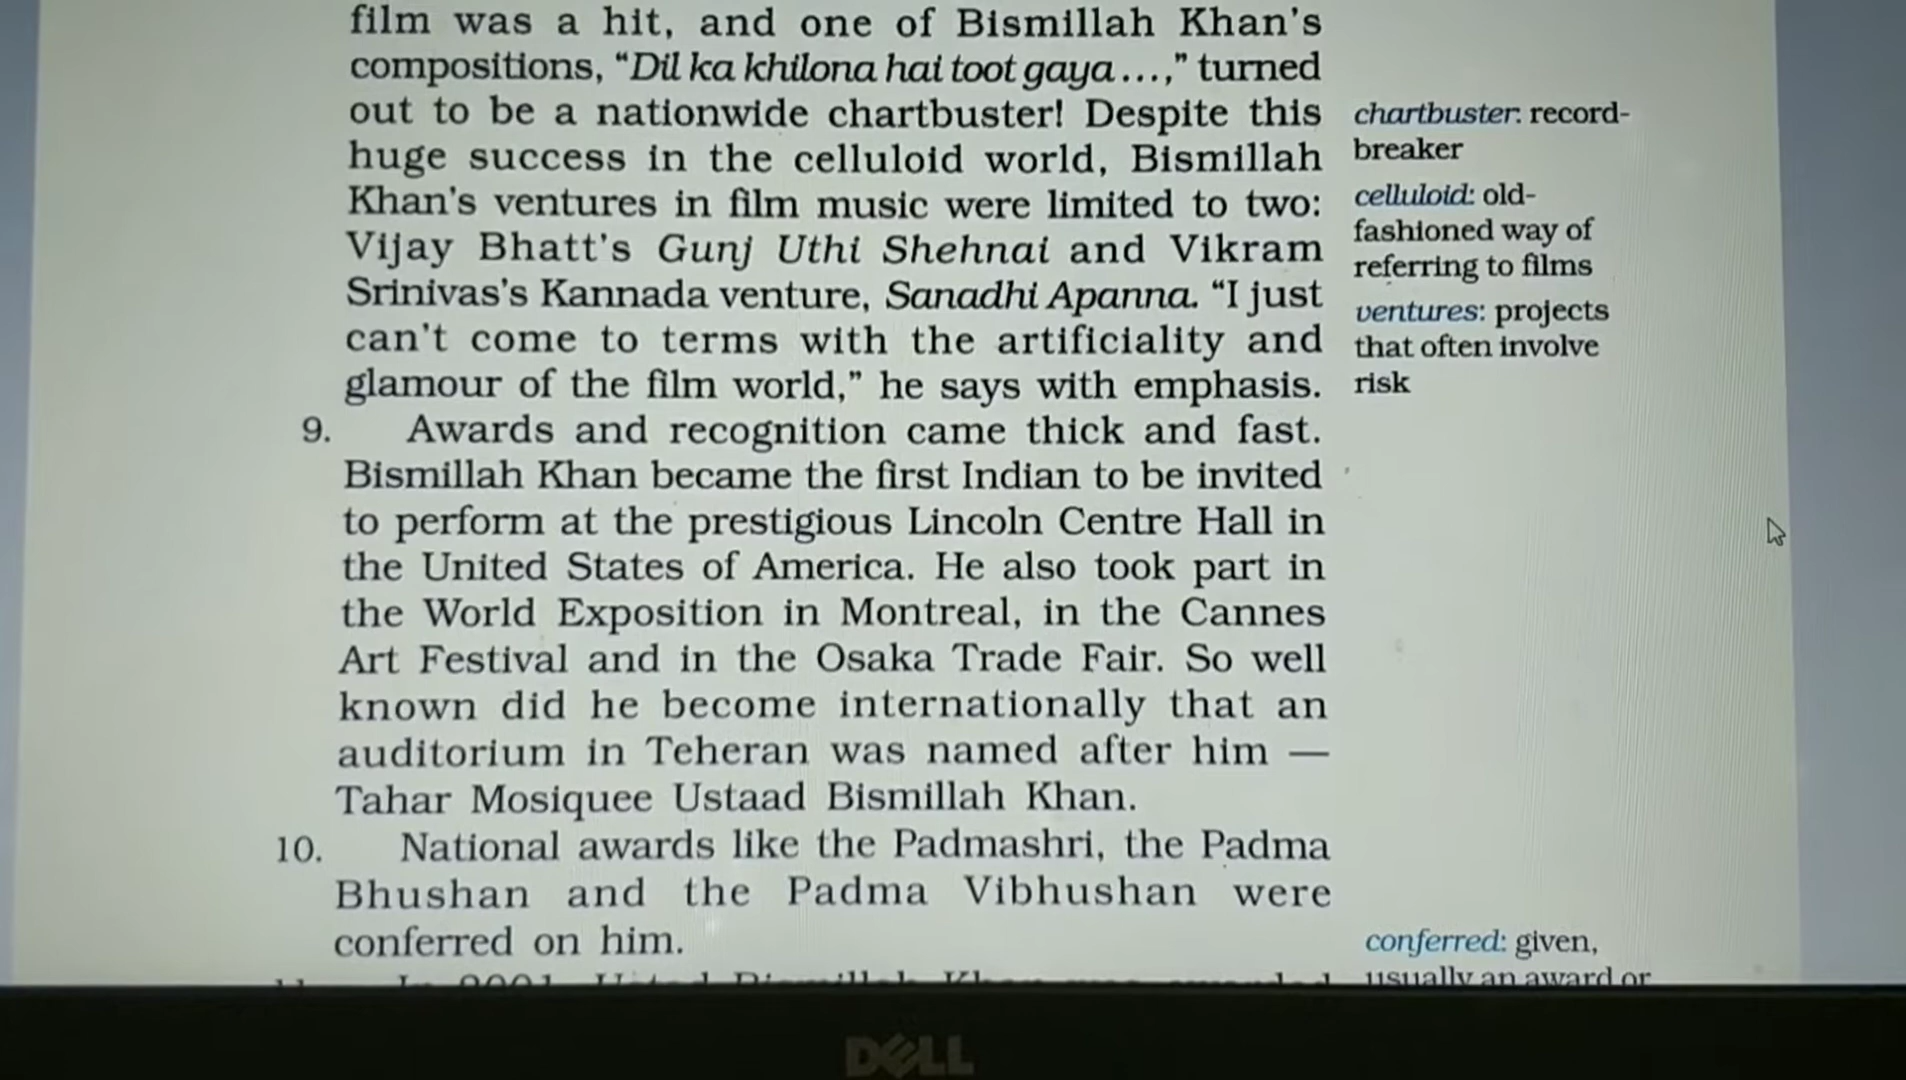 film was a hit, and one of Bismillah Khan's
compositions, “Dil ka khilona hai toot gaya ...,” turned
out to be a nationwide chartbuster! Despite this
huge success in the celluloid world, Bismillah
Khan's ventures in film music were limited to two:
Vijay Bhatt's Gunj Uthi Shehnai and Vikram
Srinivas's Kannada venture, Sanadhi Apanna. “I just
can't come to terms with the artificiality and
glamour of the film world,” he says with emphasis.
9. Awards and recognition came thick and fast.
Bismillah Khan became the first Indian to be invited
to perform at the prestigious Lincoln Centre Hall in
the United States of America. He also took part in
the World Exposition in Montreal, in the Cannes
Art Festival and in the Osaka Trade Fair. So well
known did he become internationally that an
auditorium in Teheran was named after him —
Tahar Mosiquee Ustaad Bismillah Khan.
10. National awards like the Padmashri, the Padma
Bhushan and the Padma Vibhushan were
conferred on him.
chartbuster: record-
breaker
celluloid: old-
fashioned way of
referring to films
ventures: projects
that often involve
risk
conferred: given,
usually an award or
DELL